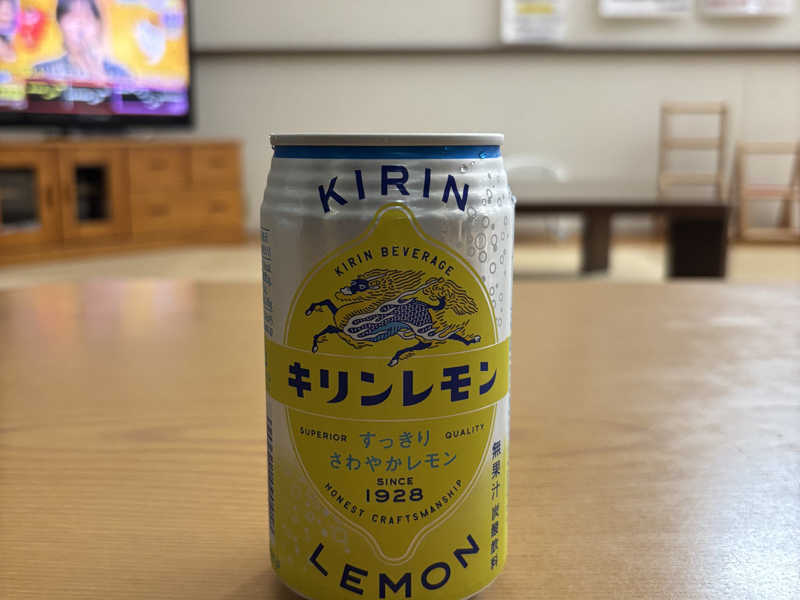 KIRIN
KIRIN BEVERAGE
キリンレモン
SUPERIOR すっきり QUALITY
さわやかレモン
SINCE
1928
HONEST CRAFTSMANSHIP
LEMON
無果汁 炭酸飲料